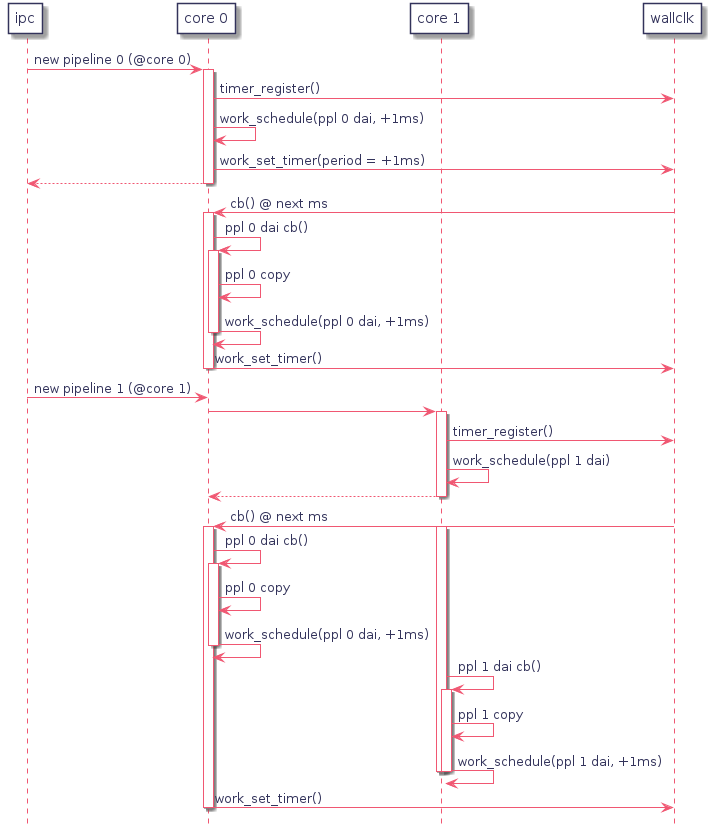 ipc
core 0
core 1
wallclk
new pipeline 0 (@core 0)
timer_register()
work_schedule(ppl 0 dai, +1ms)
work_set_timer(period = +1ms)
cb() @ next ms
ppl 0 dai cb()
ppl 0 copy
work_schedule(ppl 0 dai, +1ms)
work_set_timer()
new pipeline 1 (@core 1)
timer_register()
work_schedule(ppl 1 dai)
cb() @ next ms
ppl 0 dai cb()
ppl 0 copy
work_schedule(ppl 0 dai, +1ms)
ppl 1 dai cb()
ppl 1 copy
work_schedule(ppl 1 dai, +1ms)
work_set_timer()